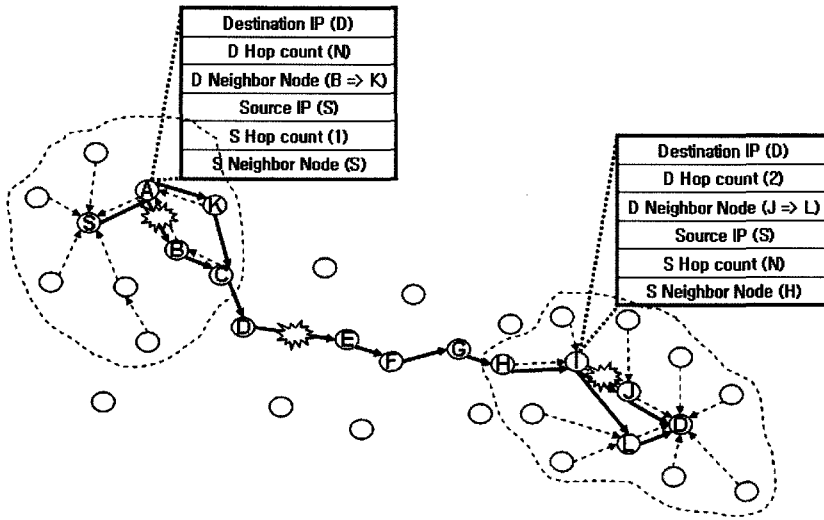 Destination IP (D)
D Hop count (N)
D Neighbor Node (B => K)
Source IP (S)
S Hop count (1)
S Neighbor Node (S)
Destination IP (D)
D Hop count (2)
D Neighbor Node (J => L)
Source IP (S)
S Hop count (N)
S Neighbor Node (H)
A
K
S
B
C
D
E
F
G
H
I
J
D
L